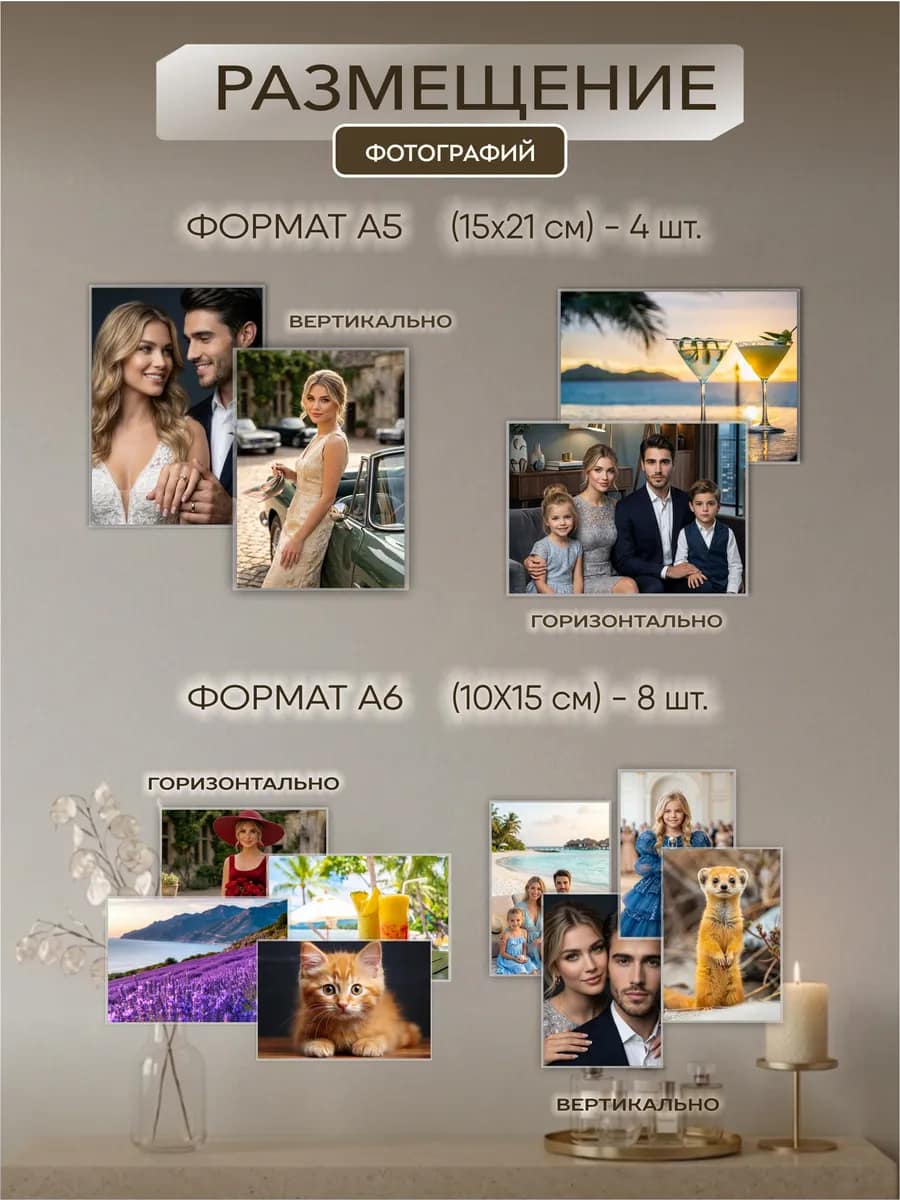 РАЗМЕЩЕНИЕ
ФОТОГРАФИЙ
ФОРМАТ А5 (15х21 см) – 4 шт.
ВЕРТИКАЛЬНО
ГОРИЗОНТАЛЬНО
ФОРМАТ А6 (10Х15 см) – 8 шт.
ГОРИЗОНТАЛЬНО
ВЕРТИКАЛЬНО